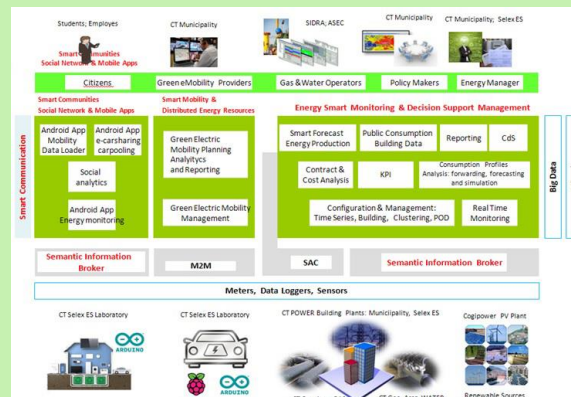 Students; Employes
CT Municipality
SIDRA; ASEC
CT Municipality
CT Municipality; Selex ES
Smart Communities
Social Network & Mobile Apps
Citizens
Green eMobility Providers
Gas & Water Operators
Policy Makers
Energy Manager
Smart Communities
Social Network & Mobile Apps
Smart Mobility &
Distributed Energy Resources
Energy Smart Monitoring & Decision Support Management
Smart Communication
Android App
Mobility
Data Loader
Android App
e-carsharing
carpooling
Social
analytics
Android App
Energy monitoring
Green Electric
Mobility Planning
Analitycs
and Reporting
Green Electric Mobility
Management
Smart Forecast
Energy Production
Public Consumption
Building Data
Reporting
CdS
Contract &
Cost Analysis
KPI
Consumption Profiles
Analysis: forwarding, forecasting
and simulation
Configuration & Management:
Time Series, Building, Clustering, POD
Real Time
Monitoring
Big Data
Semantic Information
Broker
M2M
SAC
Semantic Information Broker
Meters, Data Loggers, Sensors
CT Selex ES Laboratory
CT Selex ES Laboratory
CT POWER Building Plants: Municipality, Selex ES
Cogipower PV Plant
ARDUINO
ARDUINO
Renewable Sources